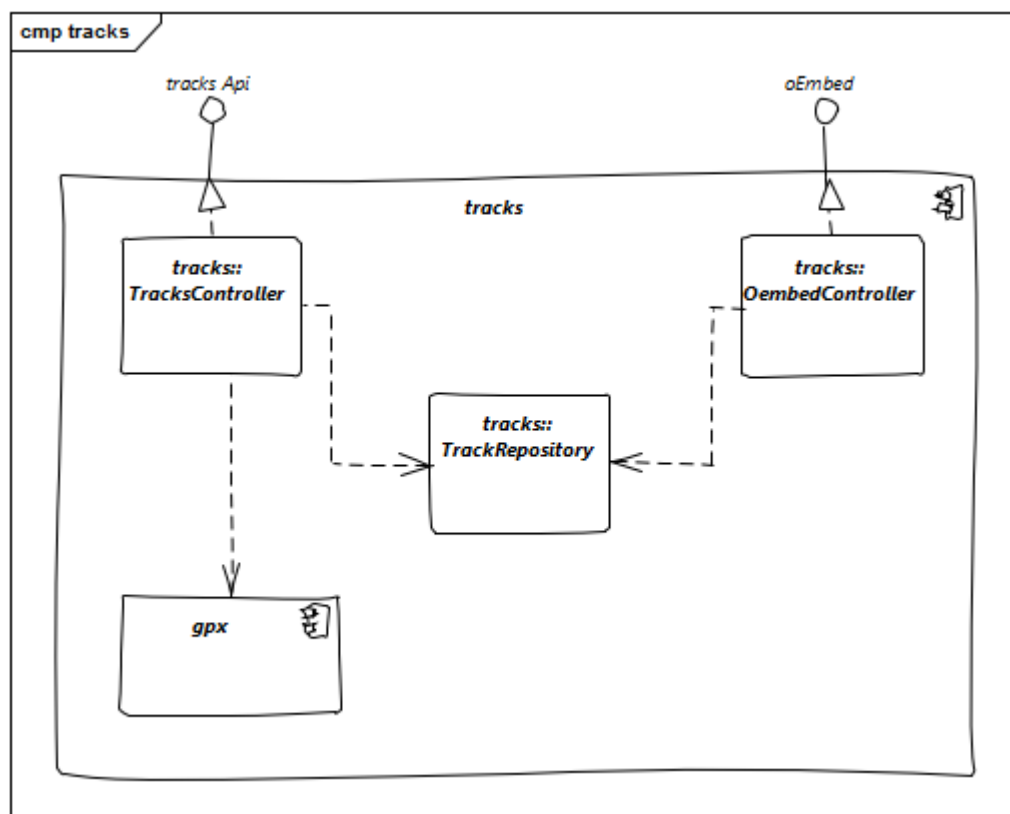 cmp tracks
tracks Api
oEmbed
tracks
tracks::
TracksController
tracks::
OembedController
tracks::
TrackRepository
gpx